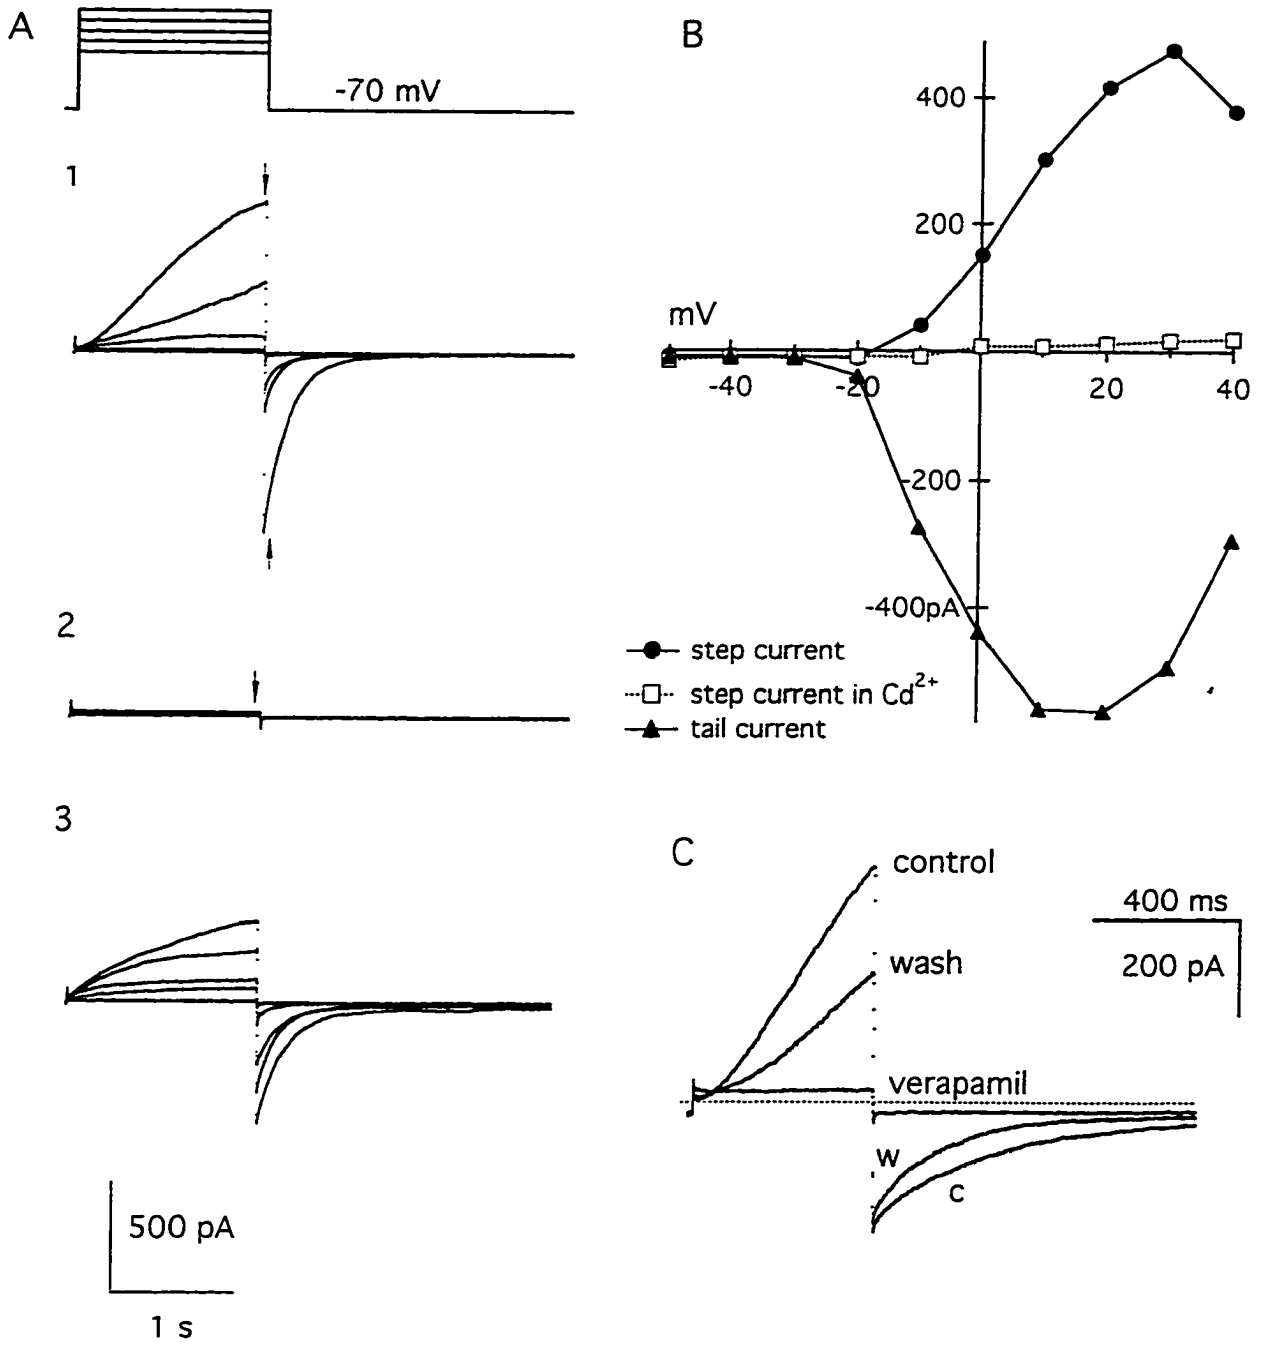 A
-70 mV
1
2
3
500 pA
1 s
B
400
200
mV
-40
-20
20
40
-200
-400pA
step current
step current in Cd²⁺
tail current
C
control
400 ms
wash
200 pA
verapamil
w
c